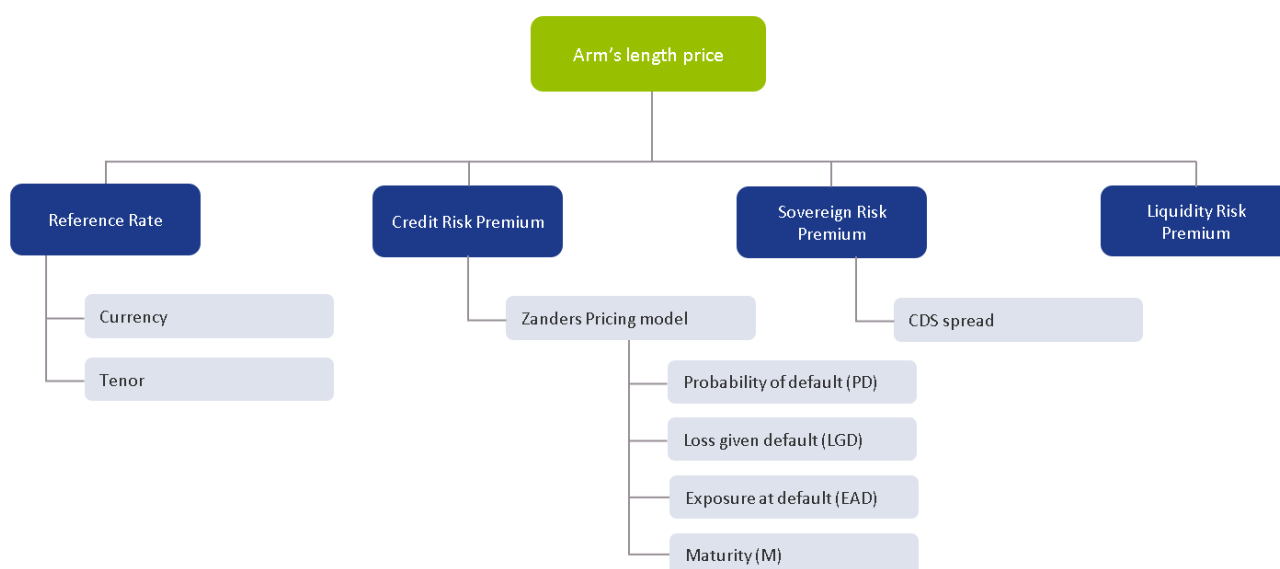 Arm's length price
Reference Rate
Credit Risk Premium
Sovereign Risk
Premium
Liquidity Risk
Premium
Currency
Tenor
Zanders Pricing model
CDS spread
Probability of default (PD)
Loss given default (LGD)
Exposure at default (EAD)
Maturity (M)